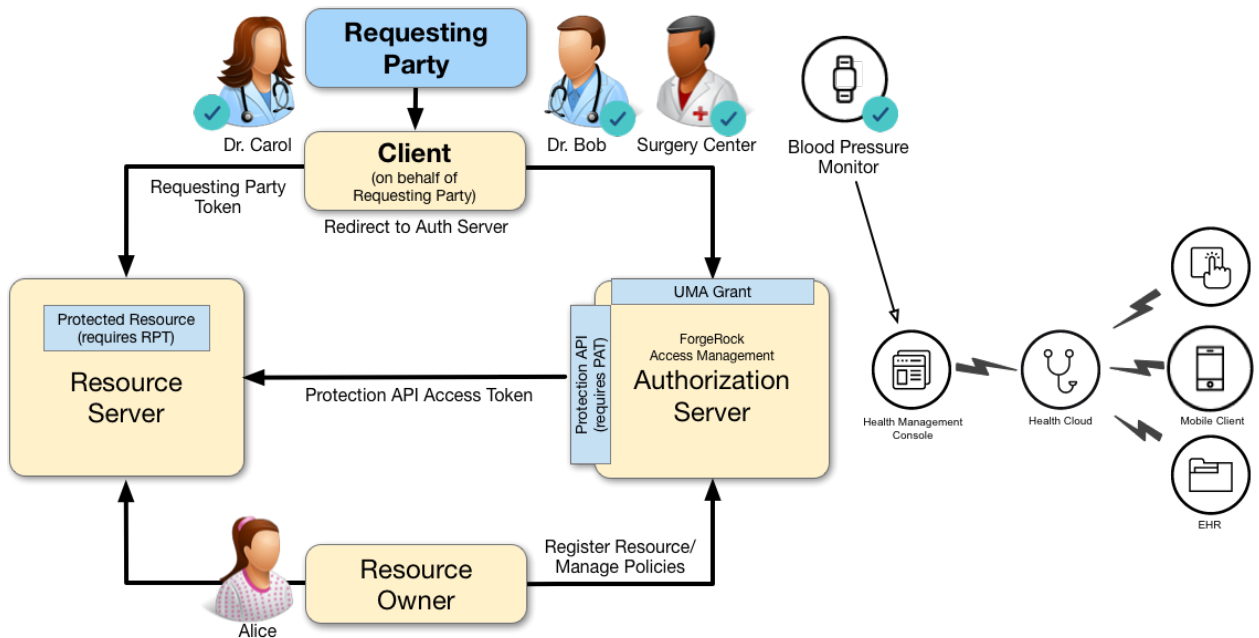 Requesting
Party
Dr. Carol
Dr. Bob
Surgery Center
Blood Pressure
Monitor
Client
(on behalf of
Requesting Party)
Requesting Party
Token
Redirect to Auth Server
UMA Grant
Protected Resource
(requires RPT)
Resource
Server
Protection API Access Token
Protection API
(requires PAT)
ForgeRock
Access Management
Authorization
Server
Health Management
Console
Health Cloud
Mobile Client
EHR
Register Resource/
Manage Policies
Resource
Owner
Alice